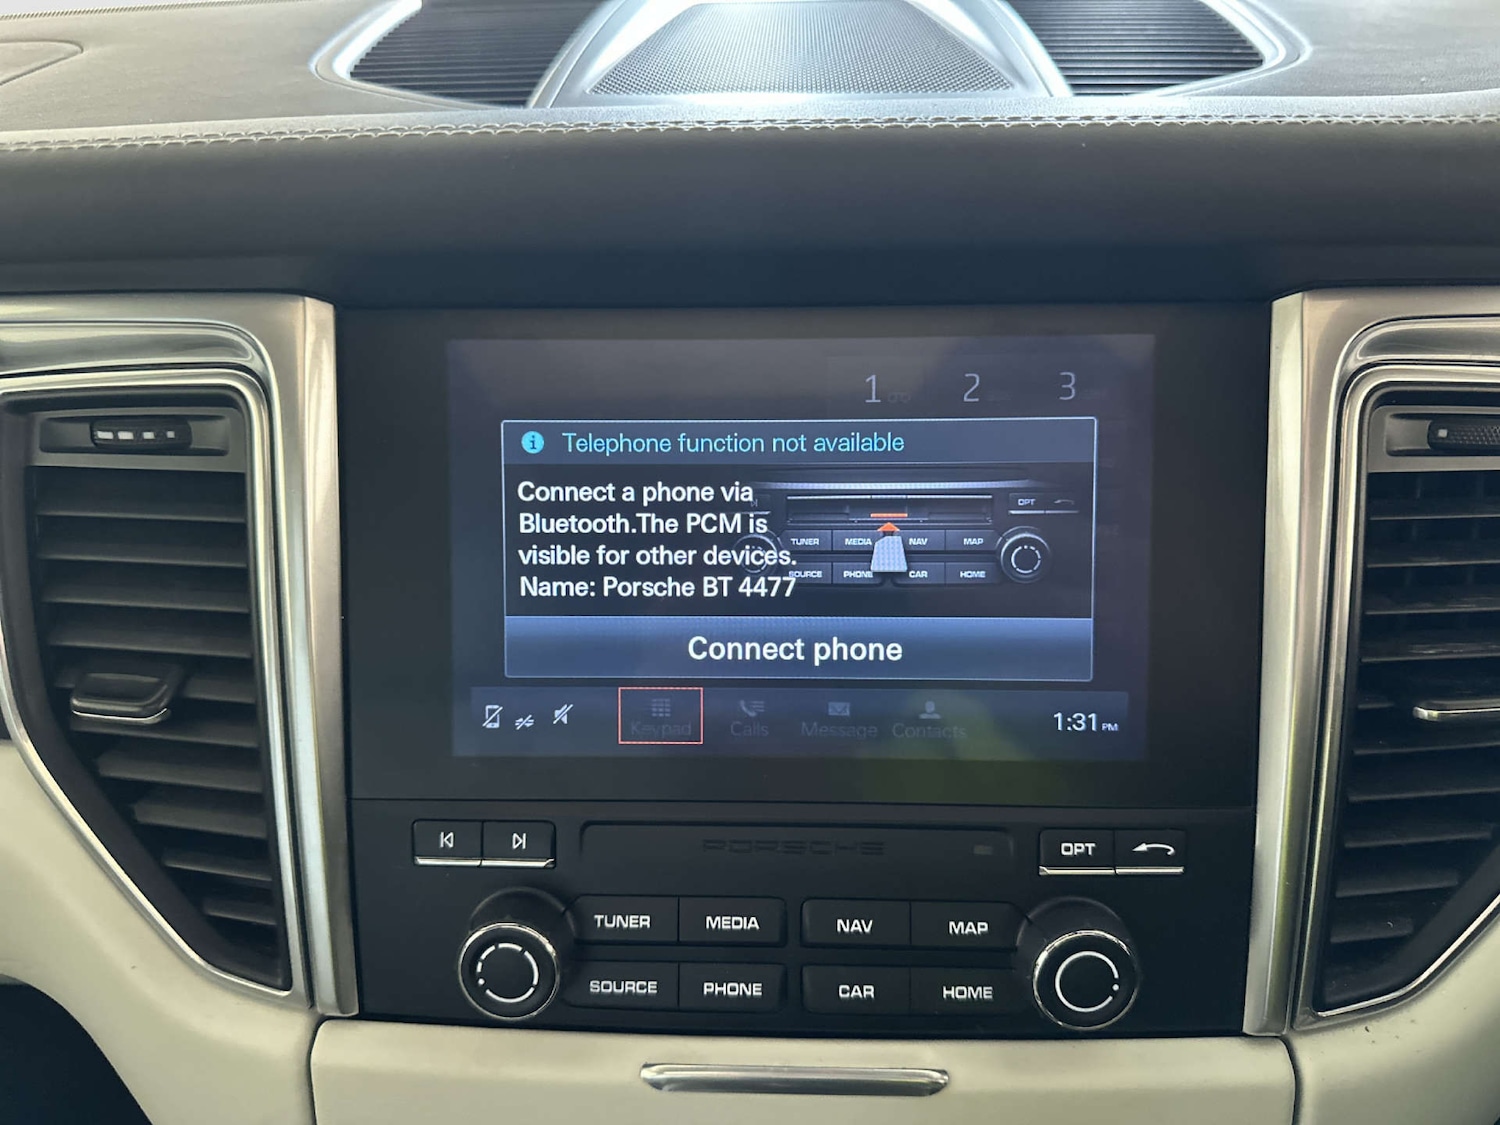 1 2 3
i Telephone function not available
Connect a phone via
Bluetooth.The PCM is
visible for other devices.
Name: Porsche BT 4477
OPT
TUNER MEDIA NAV MAP
SOURCE PHONE CAR HOME
Connect phone
Keypad Calls Message Contacts 1:31 PM
PORSCHE
OPT
TUNER MEDIA NAV MAP
SOURCE PHONE CAR HOME